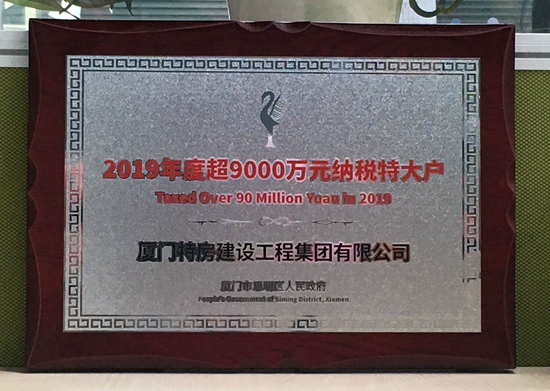 2019年度超9000万元纳税特大户
Taxed Over 90 Million Yuan in 2019
厦门特房建设工程集团有限公司
厦门市思明区人民政府
People's Government of Siming District, Xiamen